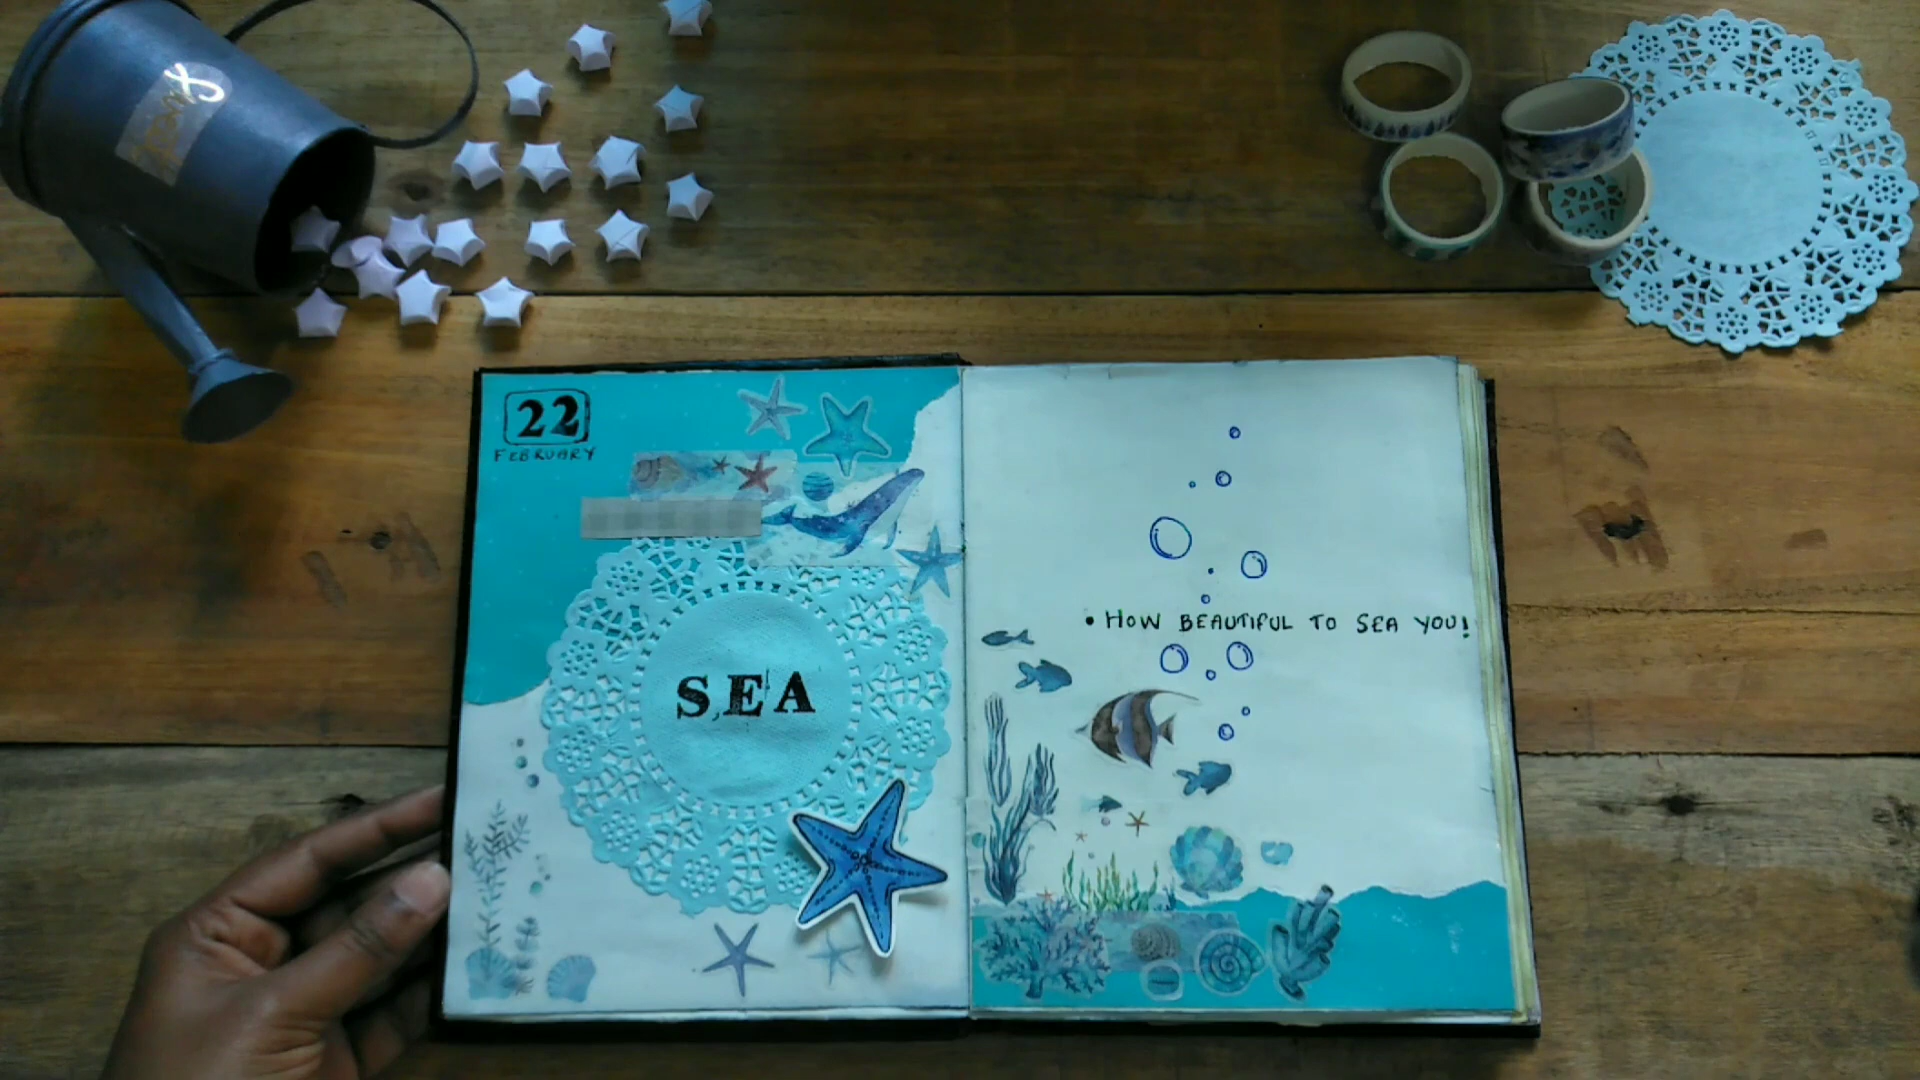 22
FEBRUARY
SEA
• HOW BEAUTIFUL TO SEA YOU!